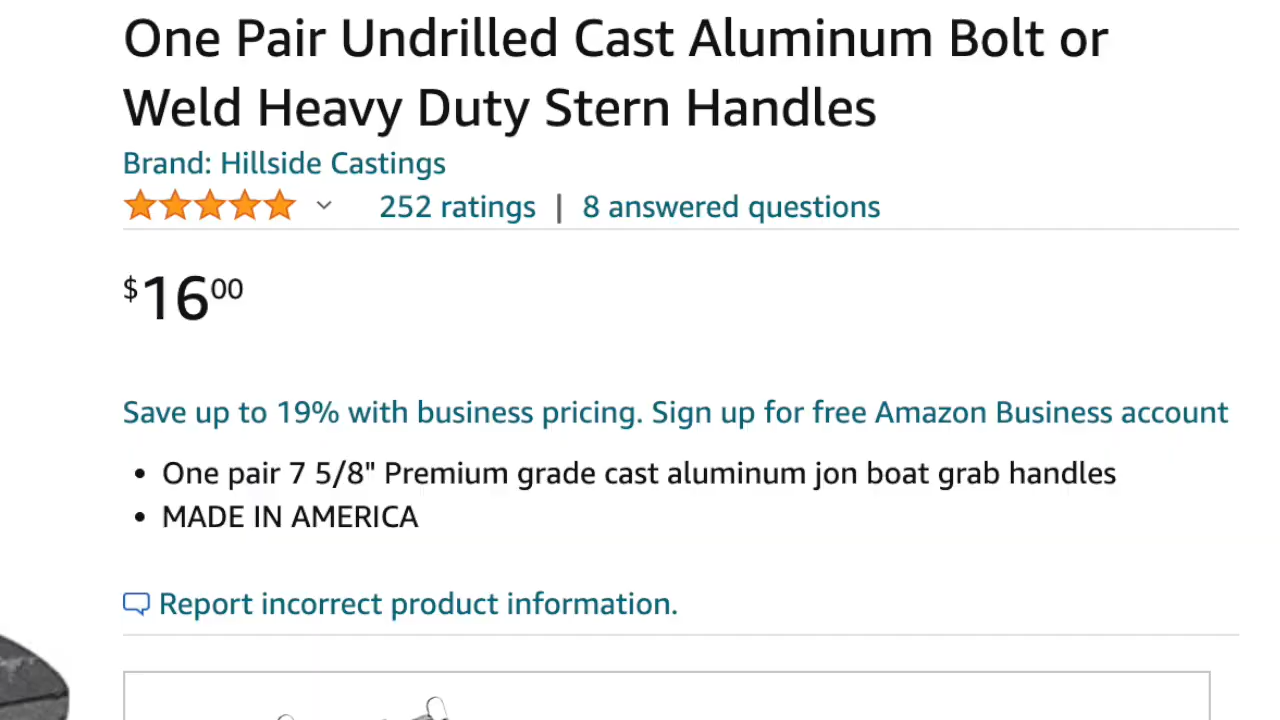 One Pair Undrilled Cast Aluminum Bolt or
Weld Heavy Duty Stern Handles
Brand: Hillside Castings
252 ratings | 8 answered questions
$1600
Save up to 19% with business pricing. Sign up for free Amazon Business account
• One pair 7 5/8" Premium grade cast aluminum jon boat grab handles
• MADE IN AMERICA
Report incorrect product information.